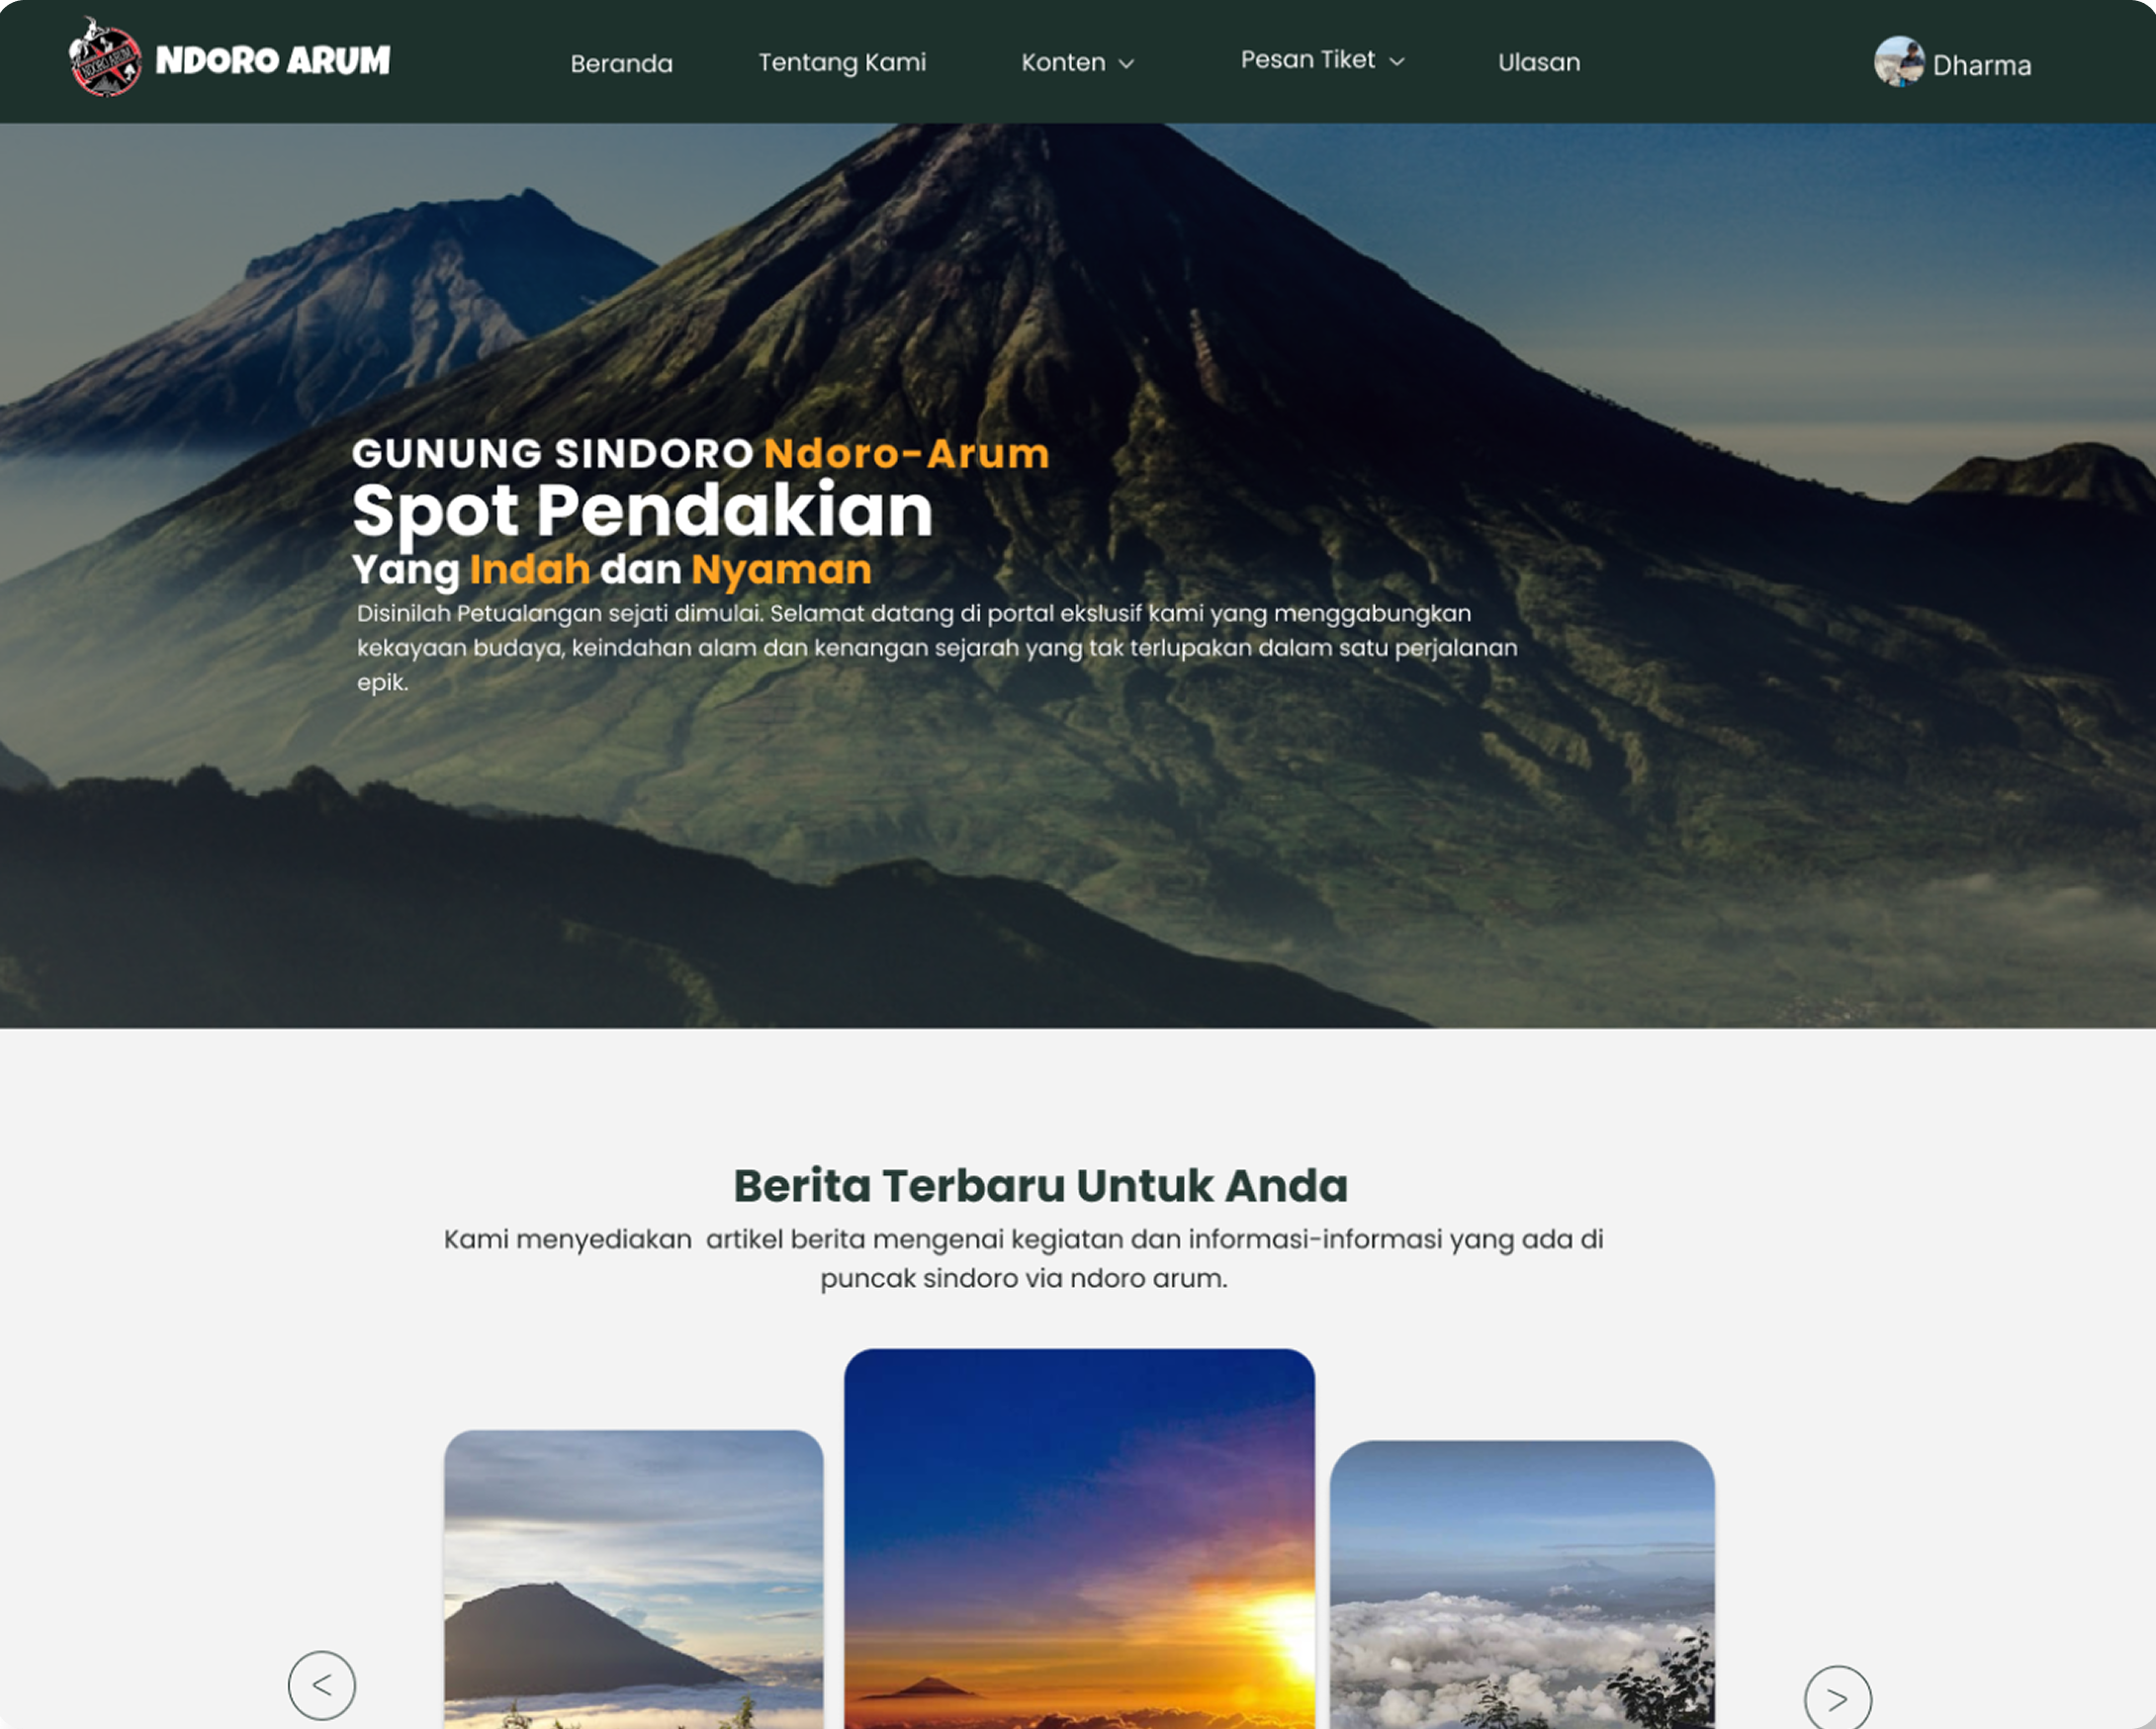 NDORO ARUM
NDORO ARUM
Beranda
Tentang Kami
Konten
Pesan Tiket
Ulasan
Dharma
GUNUNG SINDORO Ndoro-Arum
Spot Pendakian
Yang Indah dan Nyaman
Disinilah Petualangan sejati dimulai. Selamat datang di portal ekslusif kami yang menggabungkan
kekayaan budaya, keindahan alam dan kenangan sejarah yang tak terlupakan dalam satu perjalanan
epik.
Berita Terbaru Untuk Anda
Kami menyediakan  artikel berita mengenai kegiatan dan informasi-informasi yang ada di
puncak sindoro via ndoro arum.
<
>